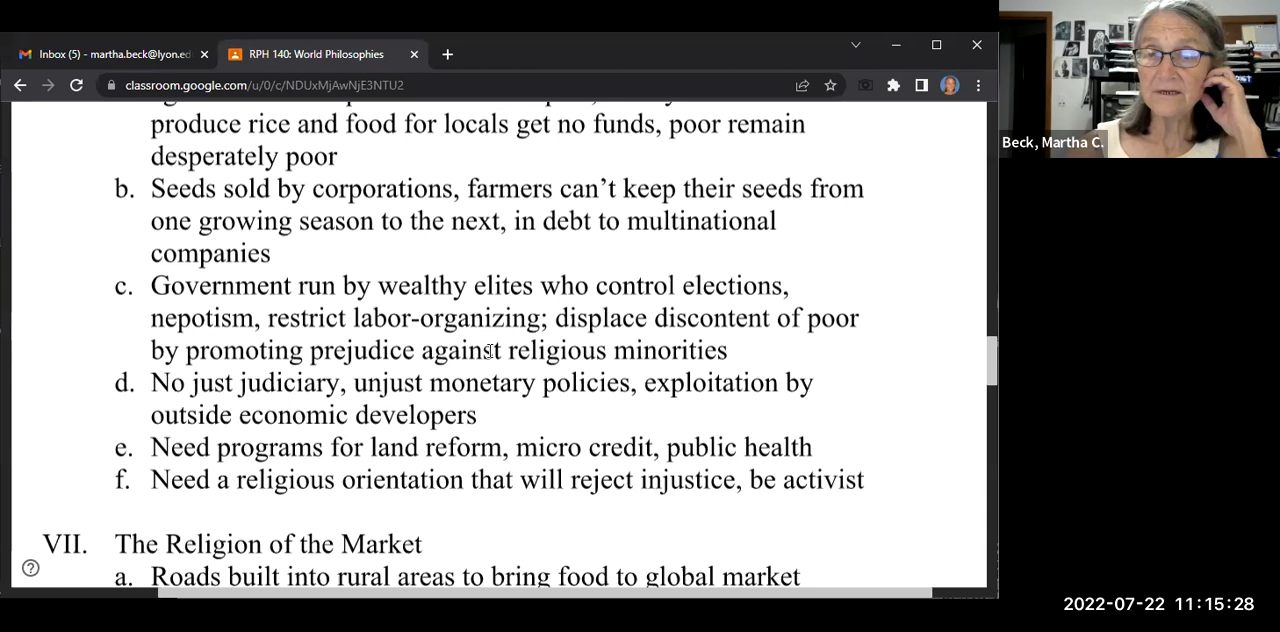 Inbox (5) - martha.beck@lyon.ed
RPH 140: World Philosophies
classroom.google.com/u/0/c/NDUxMjAwNjE3NTU2
produce rice and food for locals get no funds, poor remain
desperately poor
b. Seeds sold by corporations, farmers can’t keep their seeds from
one growing season to the next, in debt to multinational
companies
c. Government run by wealthy elites who control elections,
nepotism, restrict labor-organizing; displace discontent of poor
by promoting prejudice against religious minorities
d. No just judiciary, unjust monetary policies, exploitation by
outside economic developers
e. Need programs for land reform, micro credit, public health
f. Need a religious orientation that will reject injustice, be activist
VII. The Religion of the Market
a. Roads built into rural areas to bring food to global market
Beck, Martha C.
2022-07-22 11:15:28